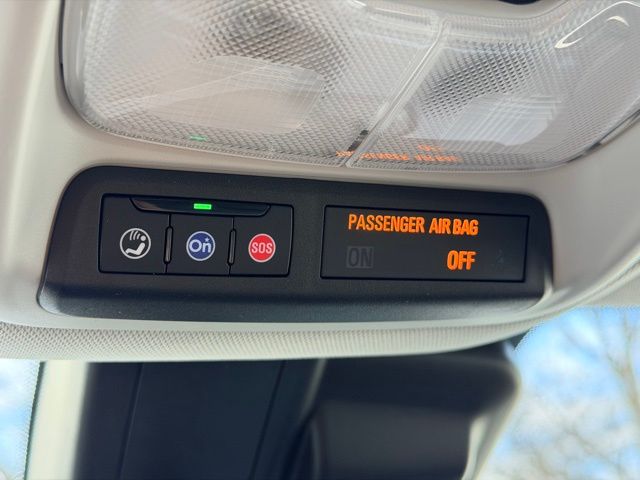 PASSENGER AIR BAG
ON OFF
On
SOS